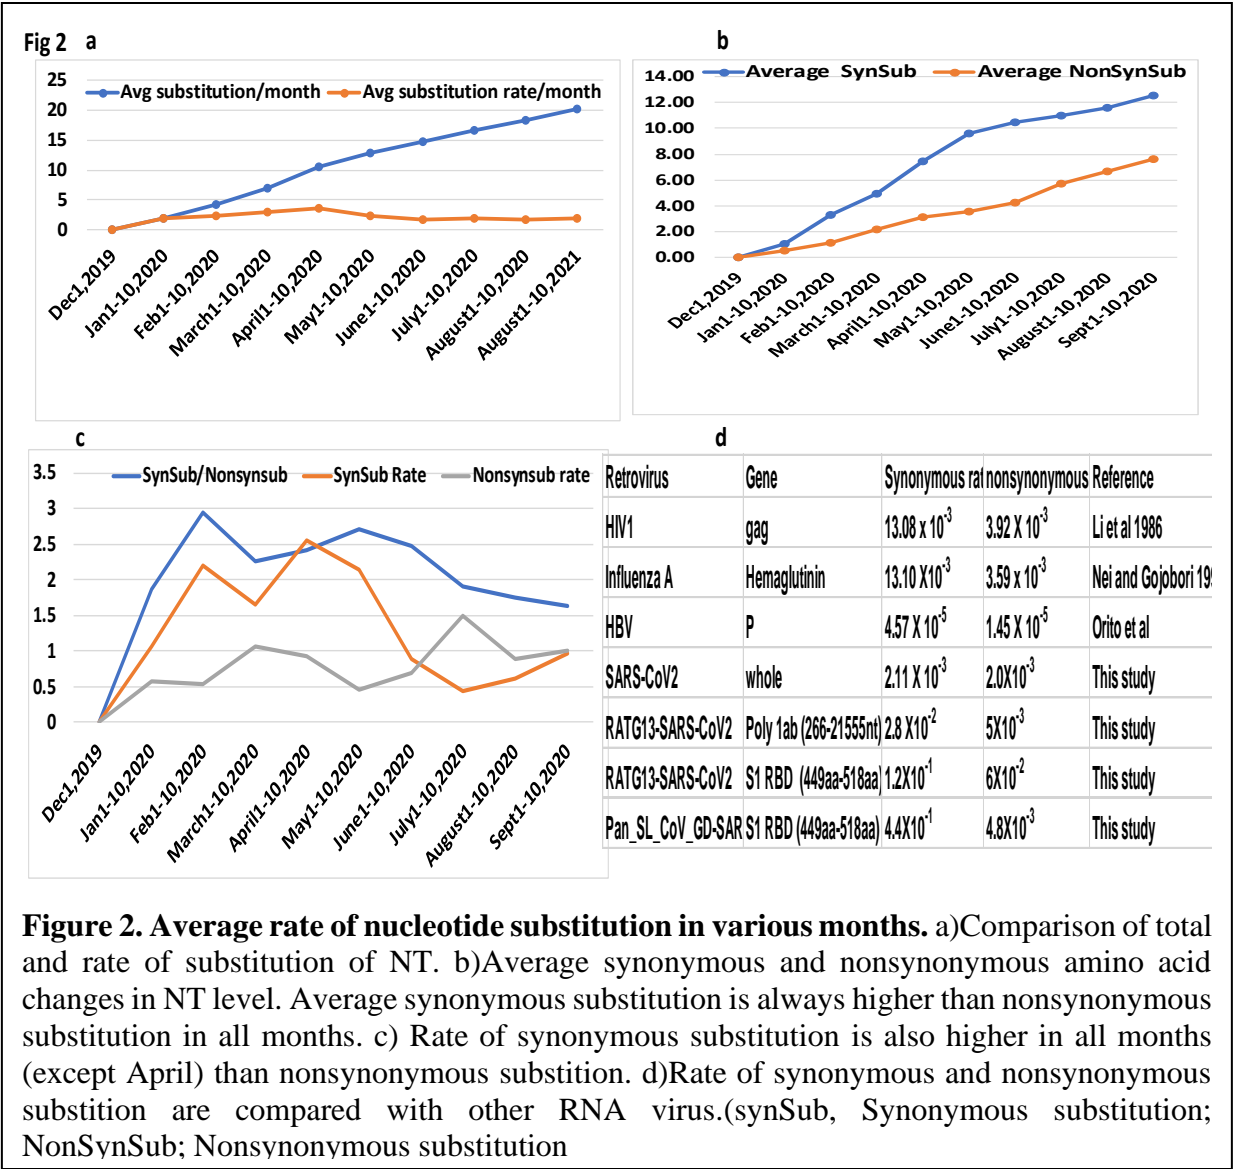 Fig 2 a
Avg substitution/month Avg substitution rate/month
25
20
15
10
5
0
Dec1,2019
Jan1-10,2020
Feb1-10,2020
March1-10,2020
April1-10,2020
May1-10,2020
June1-10,2020
July1-10,2020
August1-10,2020
August1-10,2021
b
Average SynSub Average NonSynSub
14.00
12.00
10.00
8.00
6.00
4.00
2.00
0.00
Dec1,2019
Jan1-10,2020
Feb1-10,2020
March1-10,2020
April1-10,2020
May1-10,2020
June1-10,2020
July1-10,2020
August1-10,2020
Sept1-10,2020
c
SynSub/Nonsynsub SynSub Rate Nonsynsub rate
3.5
3
2.5
2
1.5
1
0.5
0
Dec1,2019
Jan1-10,2020
Feb1-10,2020
March1-10,2020
April1-10,2020
May1-10,2020
June1-10,2020
July1-10,2020
August1-10,2020
Sept1-10,2020
d
Retrovirus Gene Synonymous rat nonsynonymous Reference
HIV1 gag 13.08 x 10-3 3.92 X 10-3 Li et al 1986
Influenza A Hemaglutinin 13.10 X10-3 3.59 x 10-3 Nei and Gojobori 19
HBV P 4.57 X 10-5 1.45 X 10-5 Orito et al
SARS-CoV2 whole 2.11 X 10-3 2.0X10-3 This study
RATG13-SARS-CoV2 Poly 1ab (266-21555nt) 2.8 X10-2 5X10-3 This study
RATG13-SARS-CoV2 S1 RBD (449aa-518aa) 1.2X10-1 6X10-2 This study
Pan_SL_CoV_GD-SAR S1 RBD (449aa-518aa) 4.4X10-1 4.8X10-3 This study
Figure 2. Average rate of nucleotide substitution in various months. a)Comparison of total
and rate of substitution of NT. b)Average synonymous and nonsynonymous amino acid
changes in NT level. Average synonymous substitution is always higher than nonsynonymous
substitution in all months. c) Rate of synonymous substitution is also higher in all months
(except April) than nonsynonymous substition. d)Rate of synonymous and nonsynonymous
substition are compared with other RNA virus.(synSub, Synonymous substitution;
NonSynSub; Nonsynonymous substitution